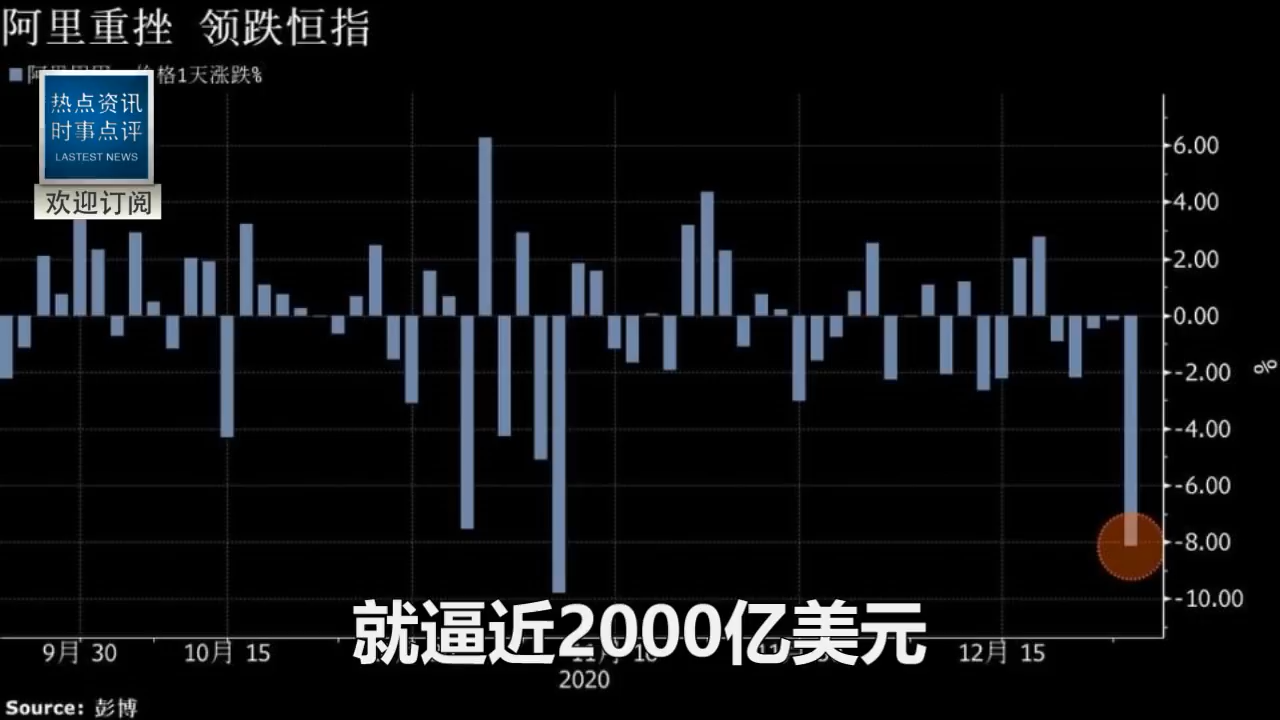 阿里重挫 领跌恒指
格1天涨跌%
热点资讯
时事点评
LASTEST NEWS
欢迎订阅
6.00
4.00
2.00
0.00
-2.00
-4.00
-6.00
-8.00
-10.00
%
就逼近2000亿美元
9月 30
10月 15
12月 15
2020
Source: 彭博